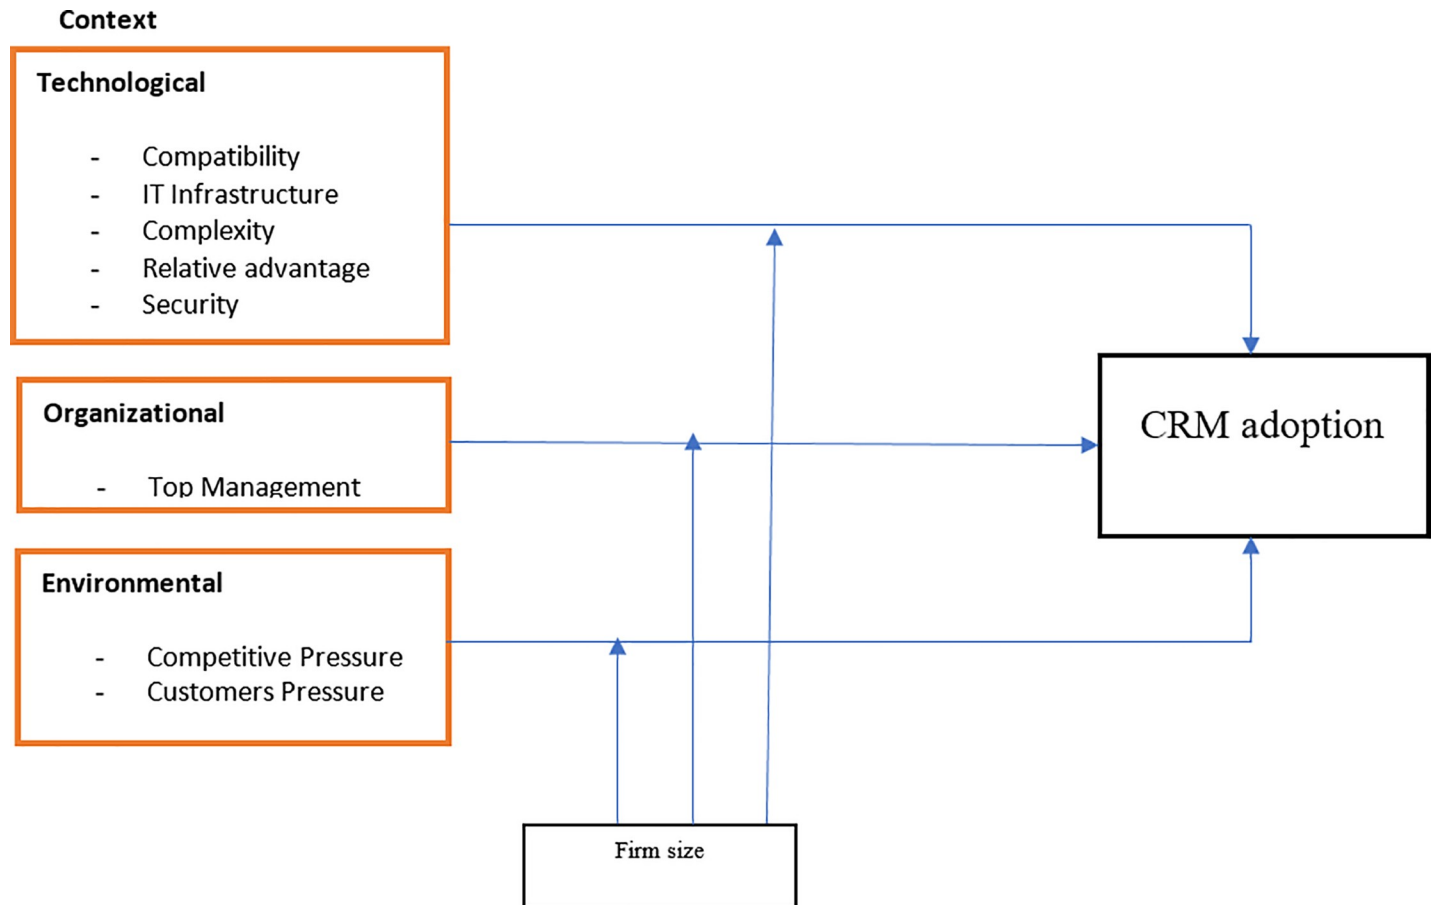 Context
Technological
- Compatibility
- IT Infrastructure
- Complexity
- Relative advantage
- Security
Organizational
- Top Management
Environmental
- Competitive Pressure
- Customers Pressure
CRM adoption
Firm size